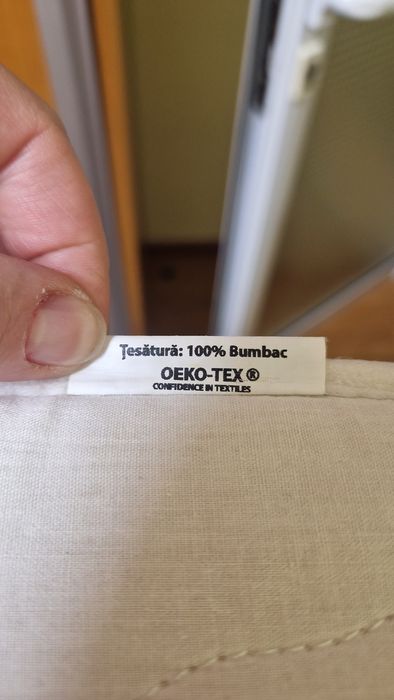 Țesătură: 100% Bumbac
OEKO-TEX ®
CONFIDENCE IN TEXTILES